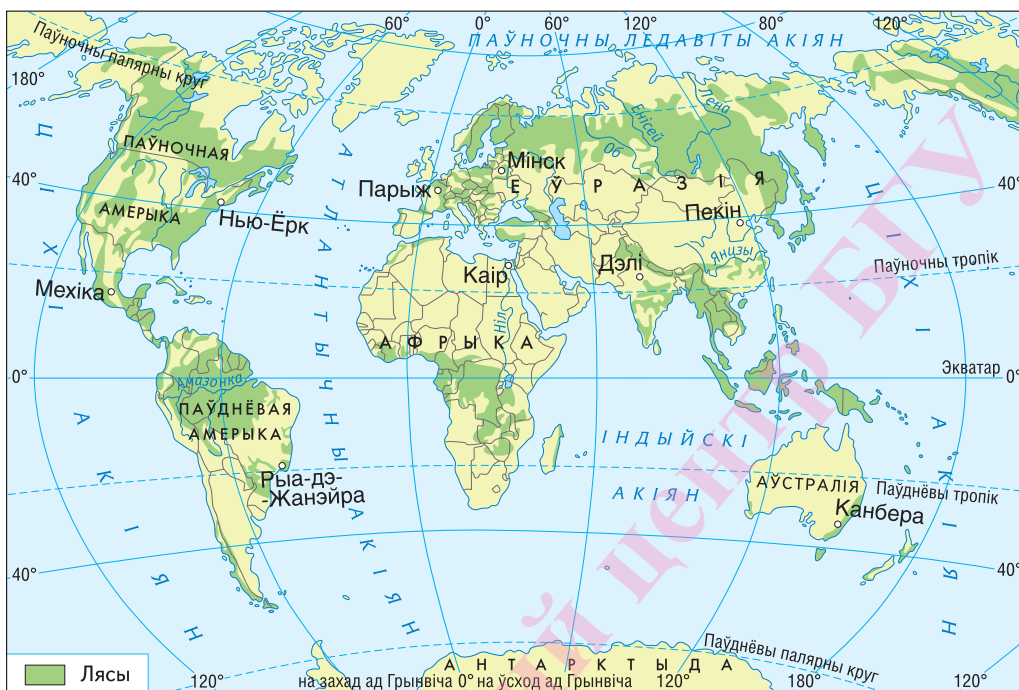 60°
0°
60°
120°
80°
120°
ПАЎНОЧНЫ ЛЕДАВІТЫ АКІЯН
Паўночны палярны круг
180°
Лена
Енісей
Об
ПАЎНОЧНАЯ
АМЕРЫКА
Мінск
Парыж
ЕЎРАЗІЯ
40°
40°
Нью-Ёрк
Пекін
Янцзы
Дэлі
Каір
Паўночны тропік
Мехіка
Ніл
АФРЫКА
ЦІХІ АКІЯН
АТЛАНТЫЧНЫ АКІЯН
ЦІХІ АКІЯН
Экватар
0°
0°
Амазонка
ПАЎДНЁВАЯ
АМЕРЫКА
ІНДЫЙСКІ
АКІЯН
Рыа-дэ-
-Жанэйра
АЎСТРАЛІЯ
Паўднёвы тропік
Канбера
40°
40°
Паўднёвы палярны круг
АНТАРКТЫДА
120°
на захад ад Грынвіча 0° на ўсход ад Грынвіча
120°
180°
120°
Лясы
ый центр БГУ